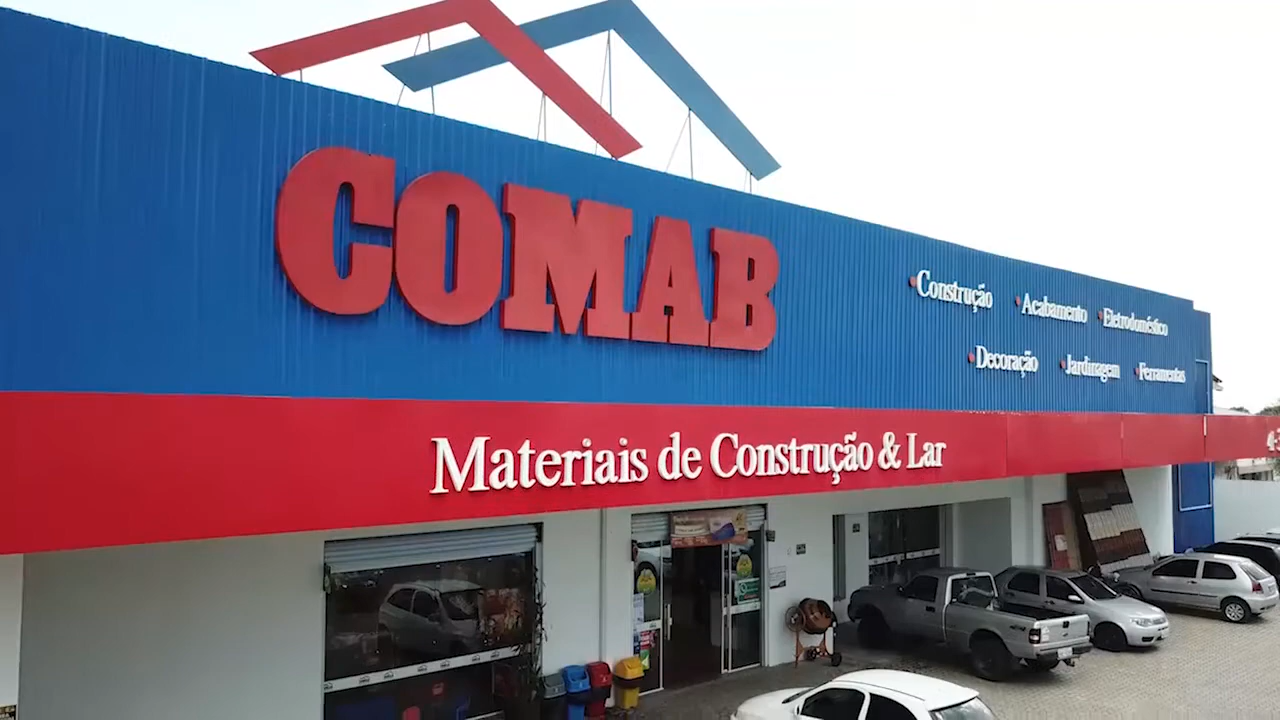 COMAB
•Construção •Acabamento •Eletrodoméstico
•Decoração •Jardinagem •Ferramentas
Materiais de Construção & Lar